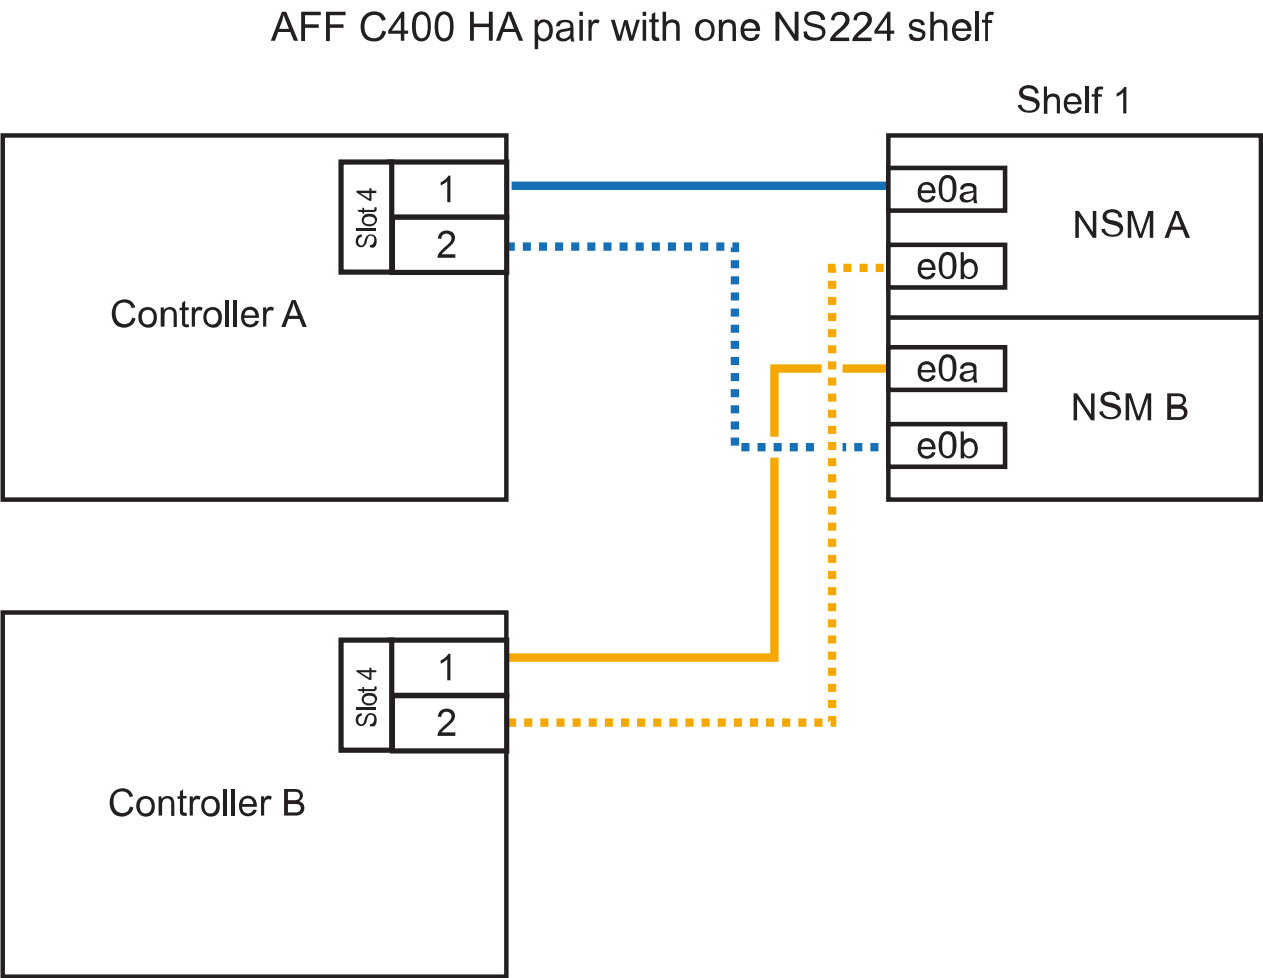 AFF C400 HA pair with one NS224 shelf
Shelf 1
Slot 4
1
2
Controller A
e0a
e0b
NSM A
e0a
e0b
NSM B
Slot 4
1
2
Controller B